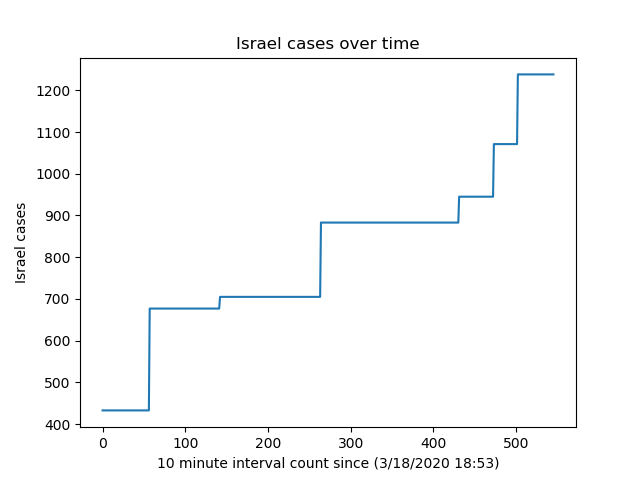 Israel cases over time
1200
1100
1000
900
800
700
600
500
400
Israel cases
0 100 200 300 400 500
10 minute interval count since (3/18/2020 18:53)